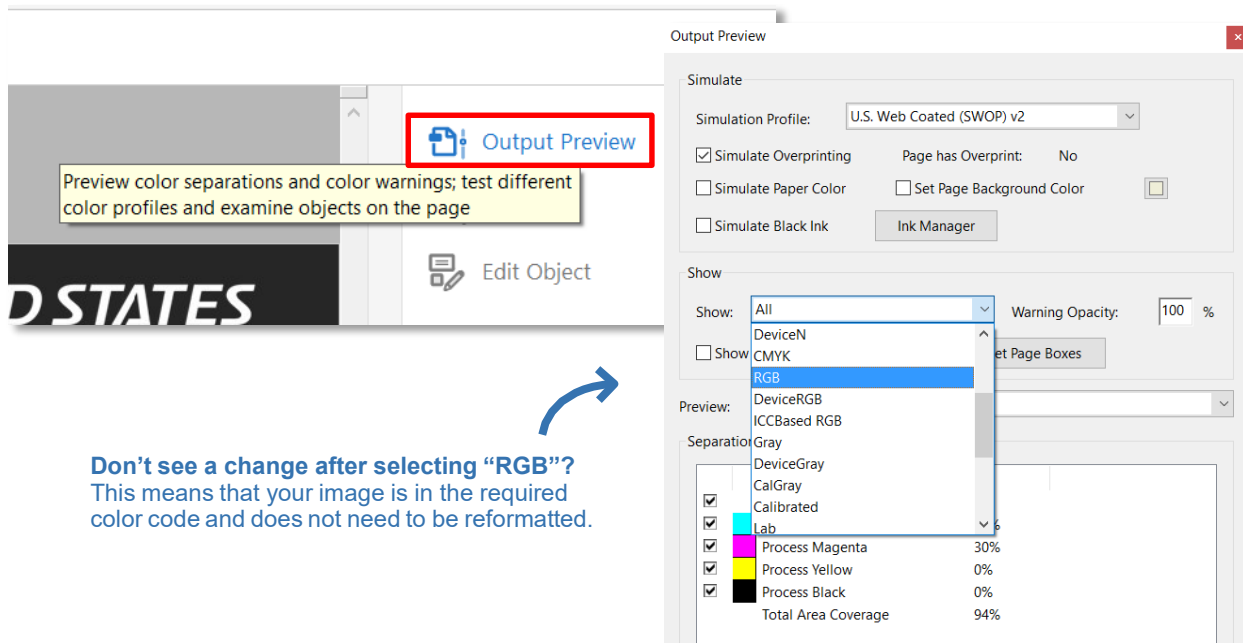 Output Preview
Preview color separations and color warnings; test different
color profiles and examine objects on the page
Edit Object
D STATES
Don’t see a change after selecting “RGB”?
This means that your image is in the required
color code and does not need to be reformatted.
Output Preview
Simulate
Simulation Profile: U.S. Web Coated (SWOP) v2
Simulate Overprinting Page has Overprint: No
Simulate Paper Color Set Page Background Color
Simulate Black Ink Ink Manager
Show
Show: All Warning Opacity: 100 %
DeviceN
Show CMYK et Page Boxes
RGB
DeviceRGB
Preview: ICCBased RGB
Separation Gray
DeviceGray
CalGray
Calibrated
Lab %
Process Magenta 30%
Process Yellow 0%
Process Black 0%
Total Area Coverage 94%